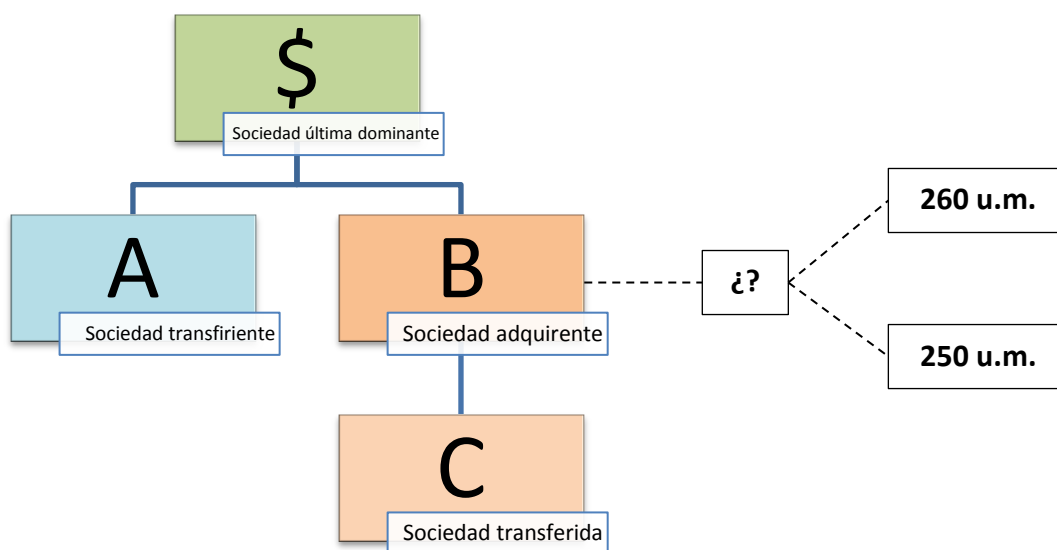 $
Sociedad última dominante
A
Sociedad transfiriente
B
Sociedad adquirente
¿?
260 u.m.
250 u.m.
C
Sociedad transferida